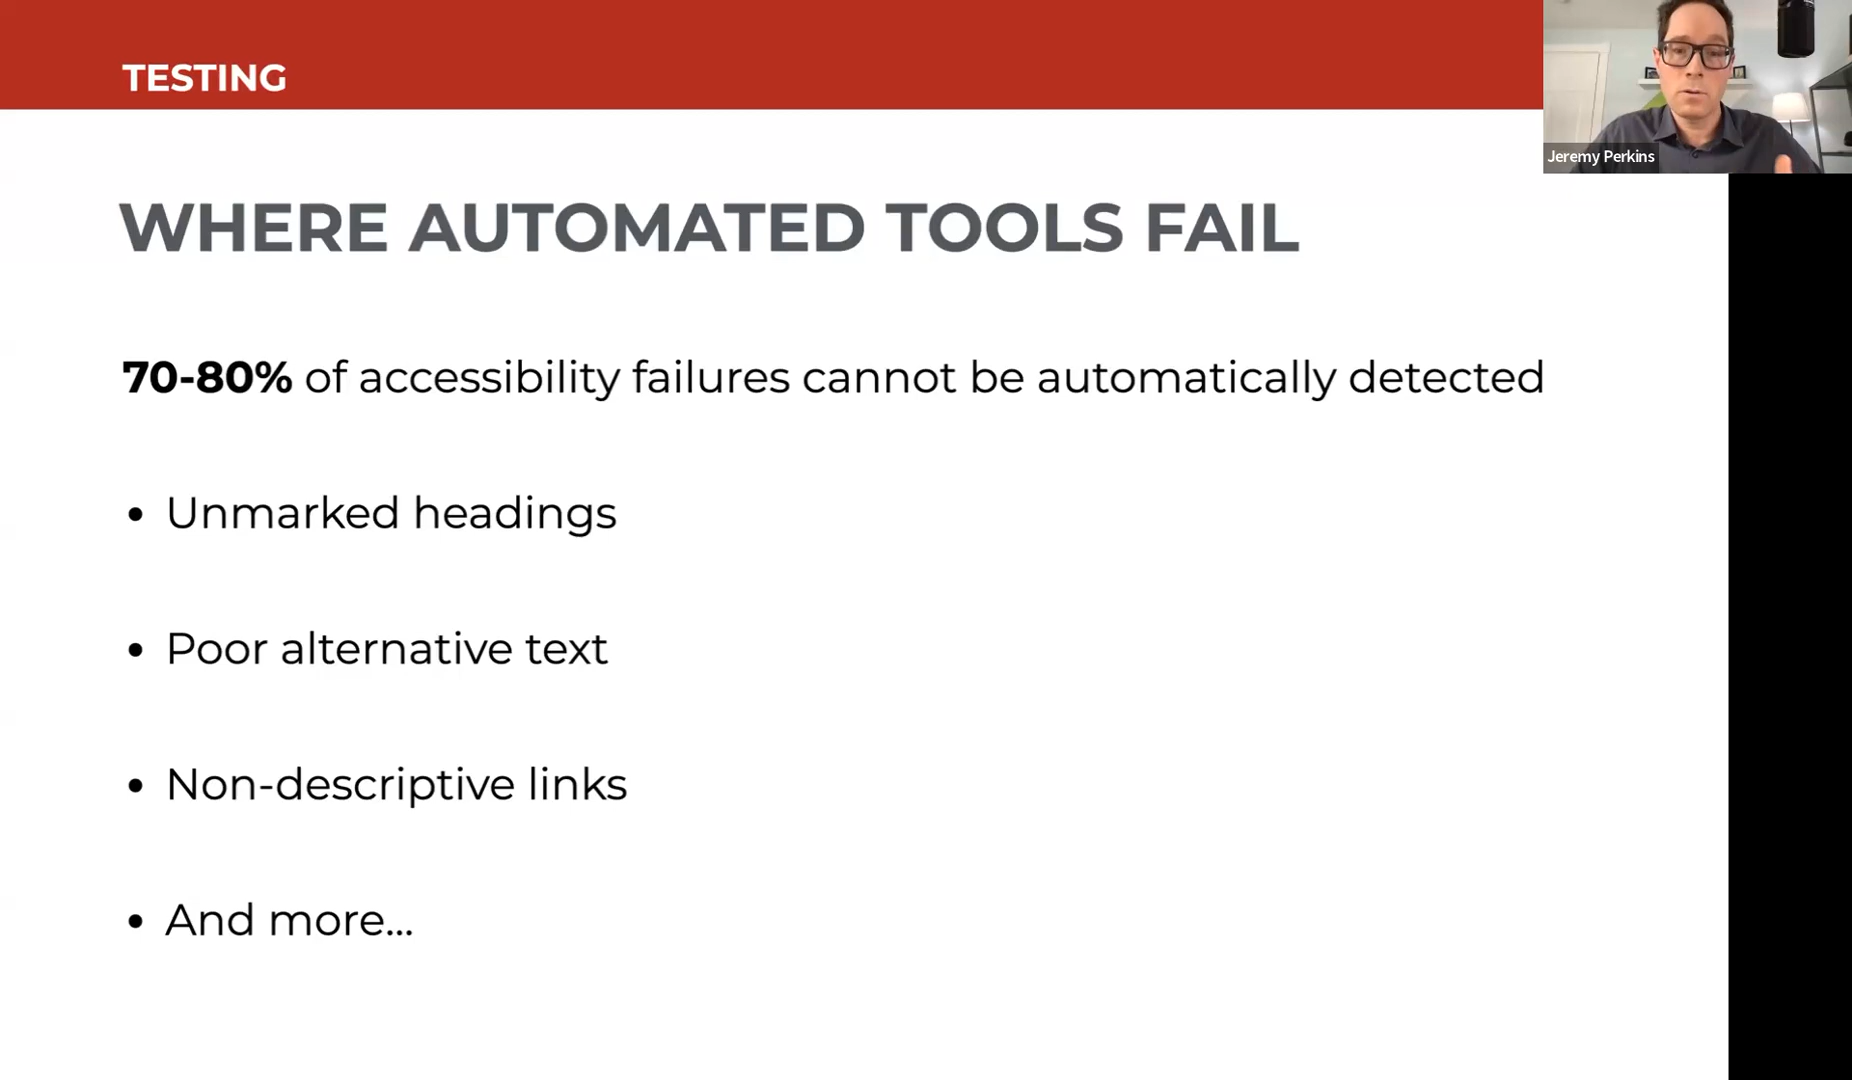 TESTING
Jeremy Perkins
WHERE AUTOMATED TOOLS FAIL
70-80% of accessibility failures cannot be automatically detected
• Unmarked headings
• Poor alternative text
• Non-descriptive links
• And more...